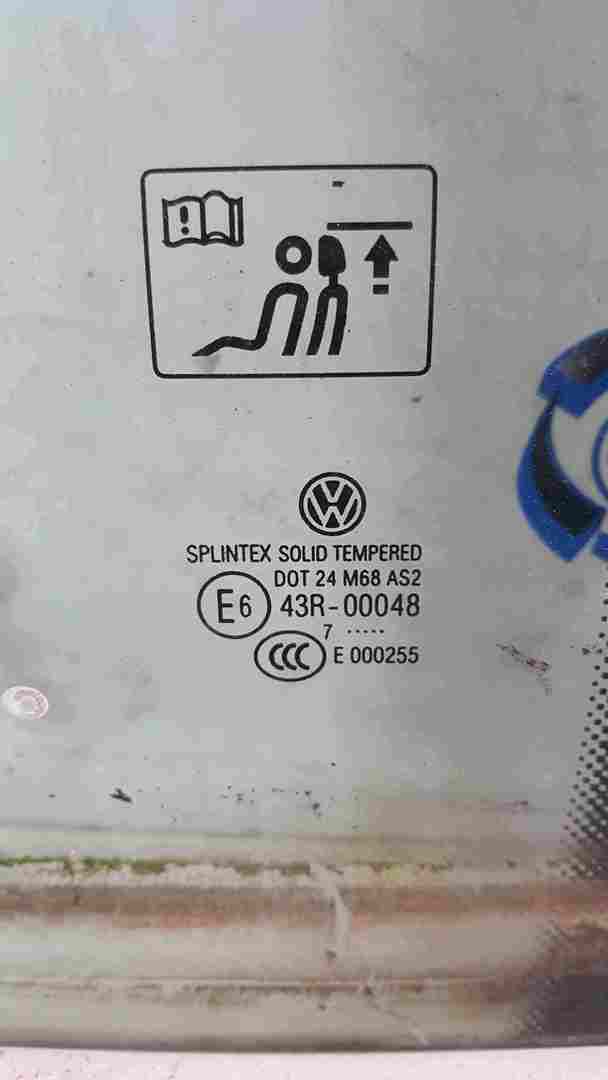 !
SPLINTEX SOLID TEMPERED
DOT 24 M68 AS2
E6 43R-00048
7 .....
CCC E 000255